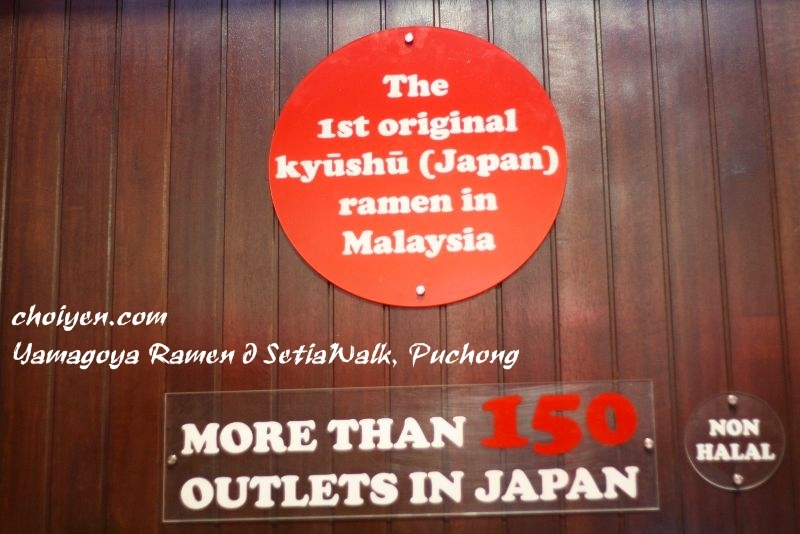 The
1st original
kyūshū (Japan)
ramen in
Malaysia
choiyen.com
Yamagoya Ramen @ SetiaWalk, Puchong
MORE THAN 150
OUTLETS IN JAPAN
NON
HALAL